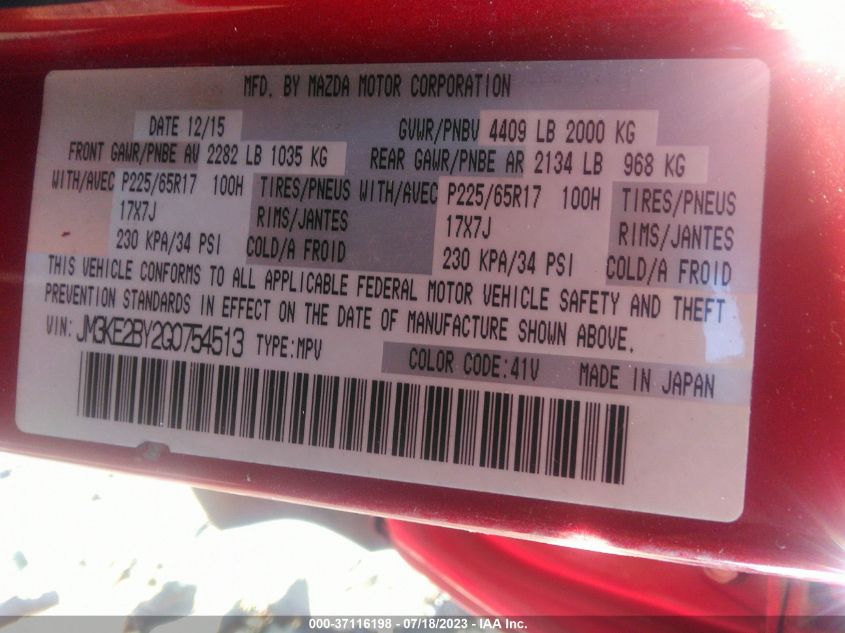 MFD. BY MAZDA MOTOR CORPORATION
DATE 12/15 GVWR/PNBV 4409 LB 2000 KG
FRONT GAWR/PNBE AV 2282 LB 1035 KG REAR GAWR/PNBE AR 2134 LB 968 KG
WITH/AVEC P225/65R17 100H TIRES/PNEUS WITH/AVEC P225/65R17 100H TIRES/PNEUS
17X7J RIMS/JANTES 17X7J RIMS/JANTES
230 KPA/34 PSI COLD/A FROID 230 KPA/34 PSI COLD/A FROID
THIS VEHICLE CONFORMS TO ALL APPLICABLE FEDERAL MOTOR VEHICLE SAFETY AND THEFT
PREVENTION STANDARDS IN EFFECT ON THE DATE OF MANUFACTURE SHOWN ABOVE.
VIN: JM3KE2BY2G0754513 TYPE:MPV
COLOR CODE:41V MADE IN JAPAN
000-37116198 - 07/18/2023 - IAA Inc.